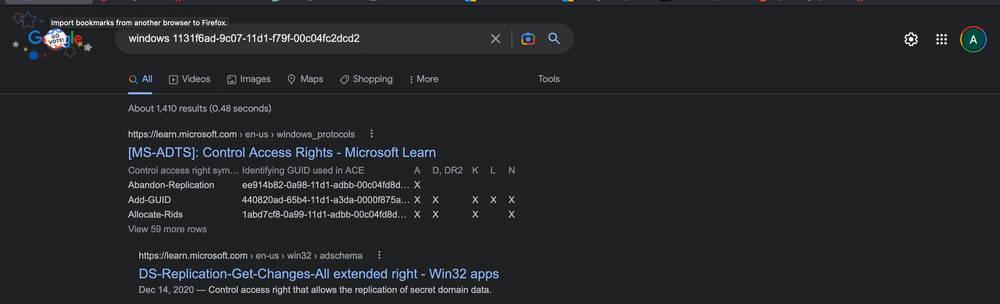 Import bookmarks from another browser to Firefox.
Google
GO VOTE!
windows 1131f6ad-9c07-11d1-f79f-00c04fc2dcd2
A
All
Videos
Images
Maps
Shopping
More
Tools
About 1,410 results (0.48 seconds)
https://learn.microsoft.com › en-us › windows_protocols
[MS-ADTS]: Control Access Rights - Microsoft Learn
Control access right sym... Identifying GUID used in ACE A D, DR2 K L N
Abandon-Replication ee914b82-0a98-11d1-adbb-00c04fd8d... X
Add-GUID 440820ad-65b4-11d1-a3da-0000f875a... X X X X X
Allocate-Rids 1abd7cf8-0a99-11d1-adbb-00c04fd8d... X X X X
View 59 more rows
https://learn.microsoft.com › en-us › win32 › adschema
DS-Replication-Get-Changes-All extended right - Win32 apps
Dec 14, 2020 — Control access right that allows the replication of secret domain data.